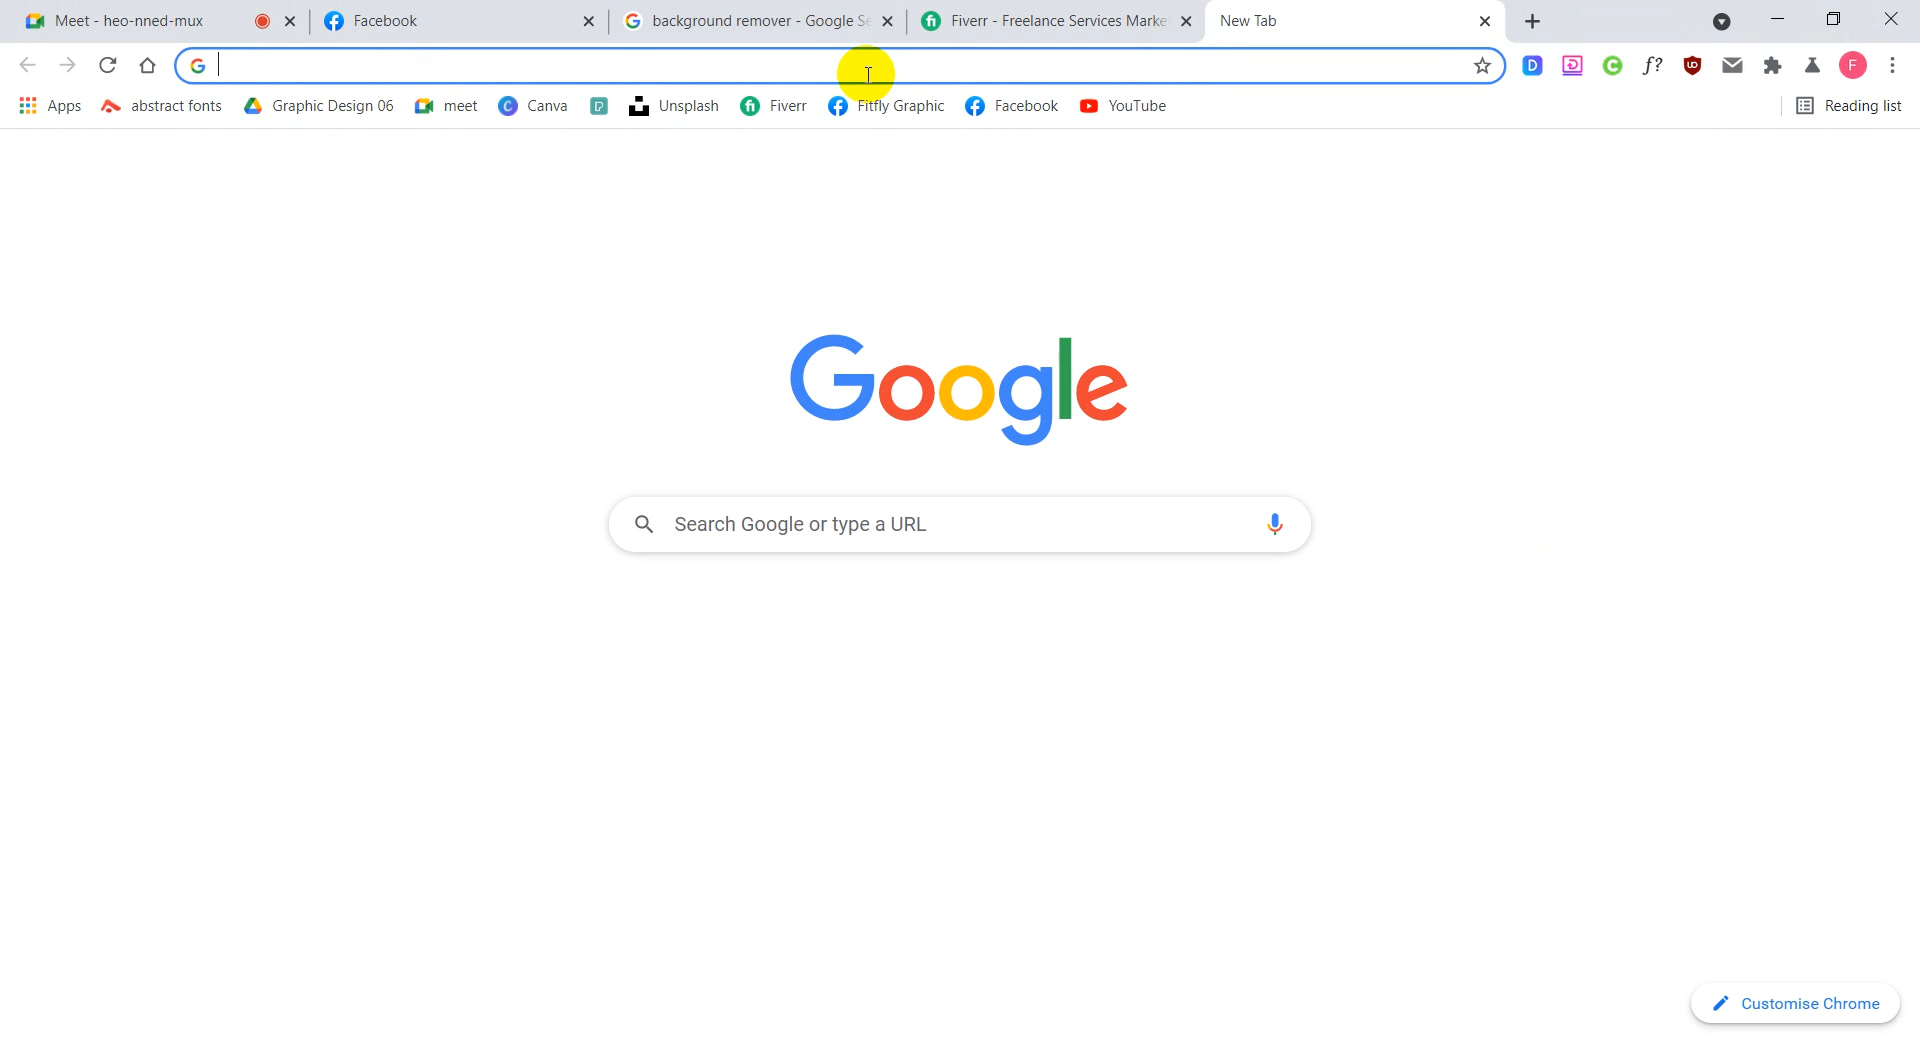 Meet - heo-nned-mux Facebook background remover - Google Se Fiverr - Freelance Services Marke New Tab
Apps abstract fonts Graphic Design 06 meet Canva Unsplash Fiverr Fitfly Graphic Facebook YouTube Reading list
Google
Search Google or type a URL
Customise Chrome